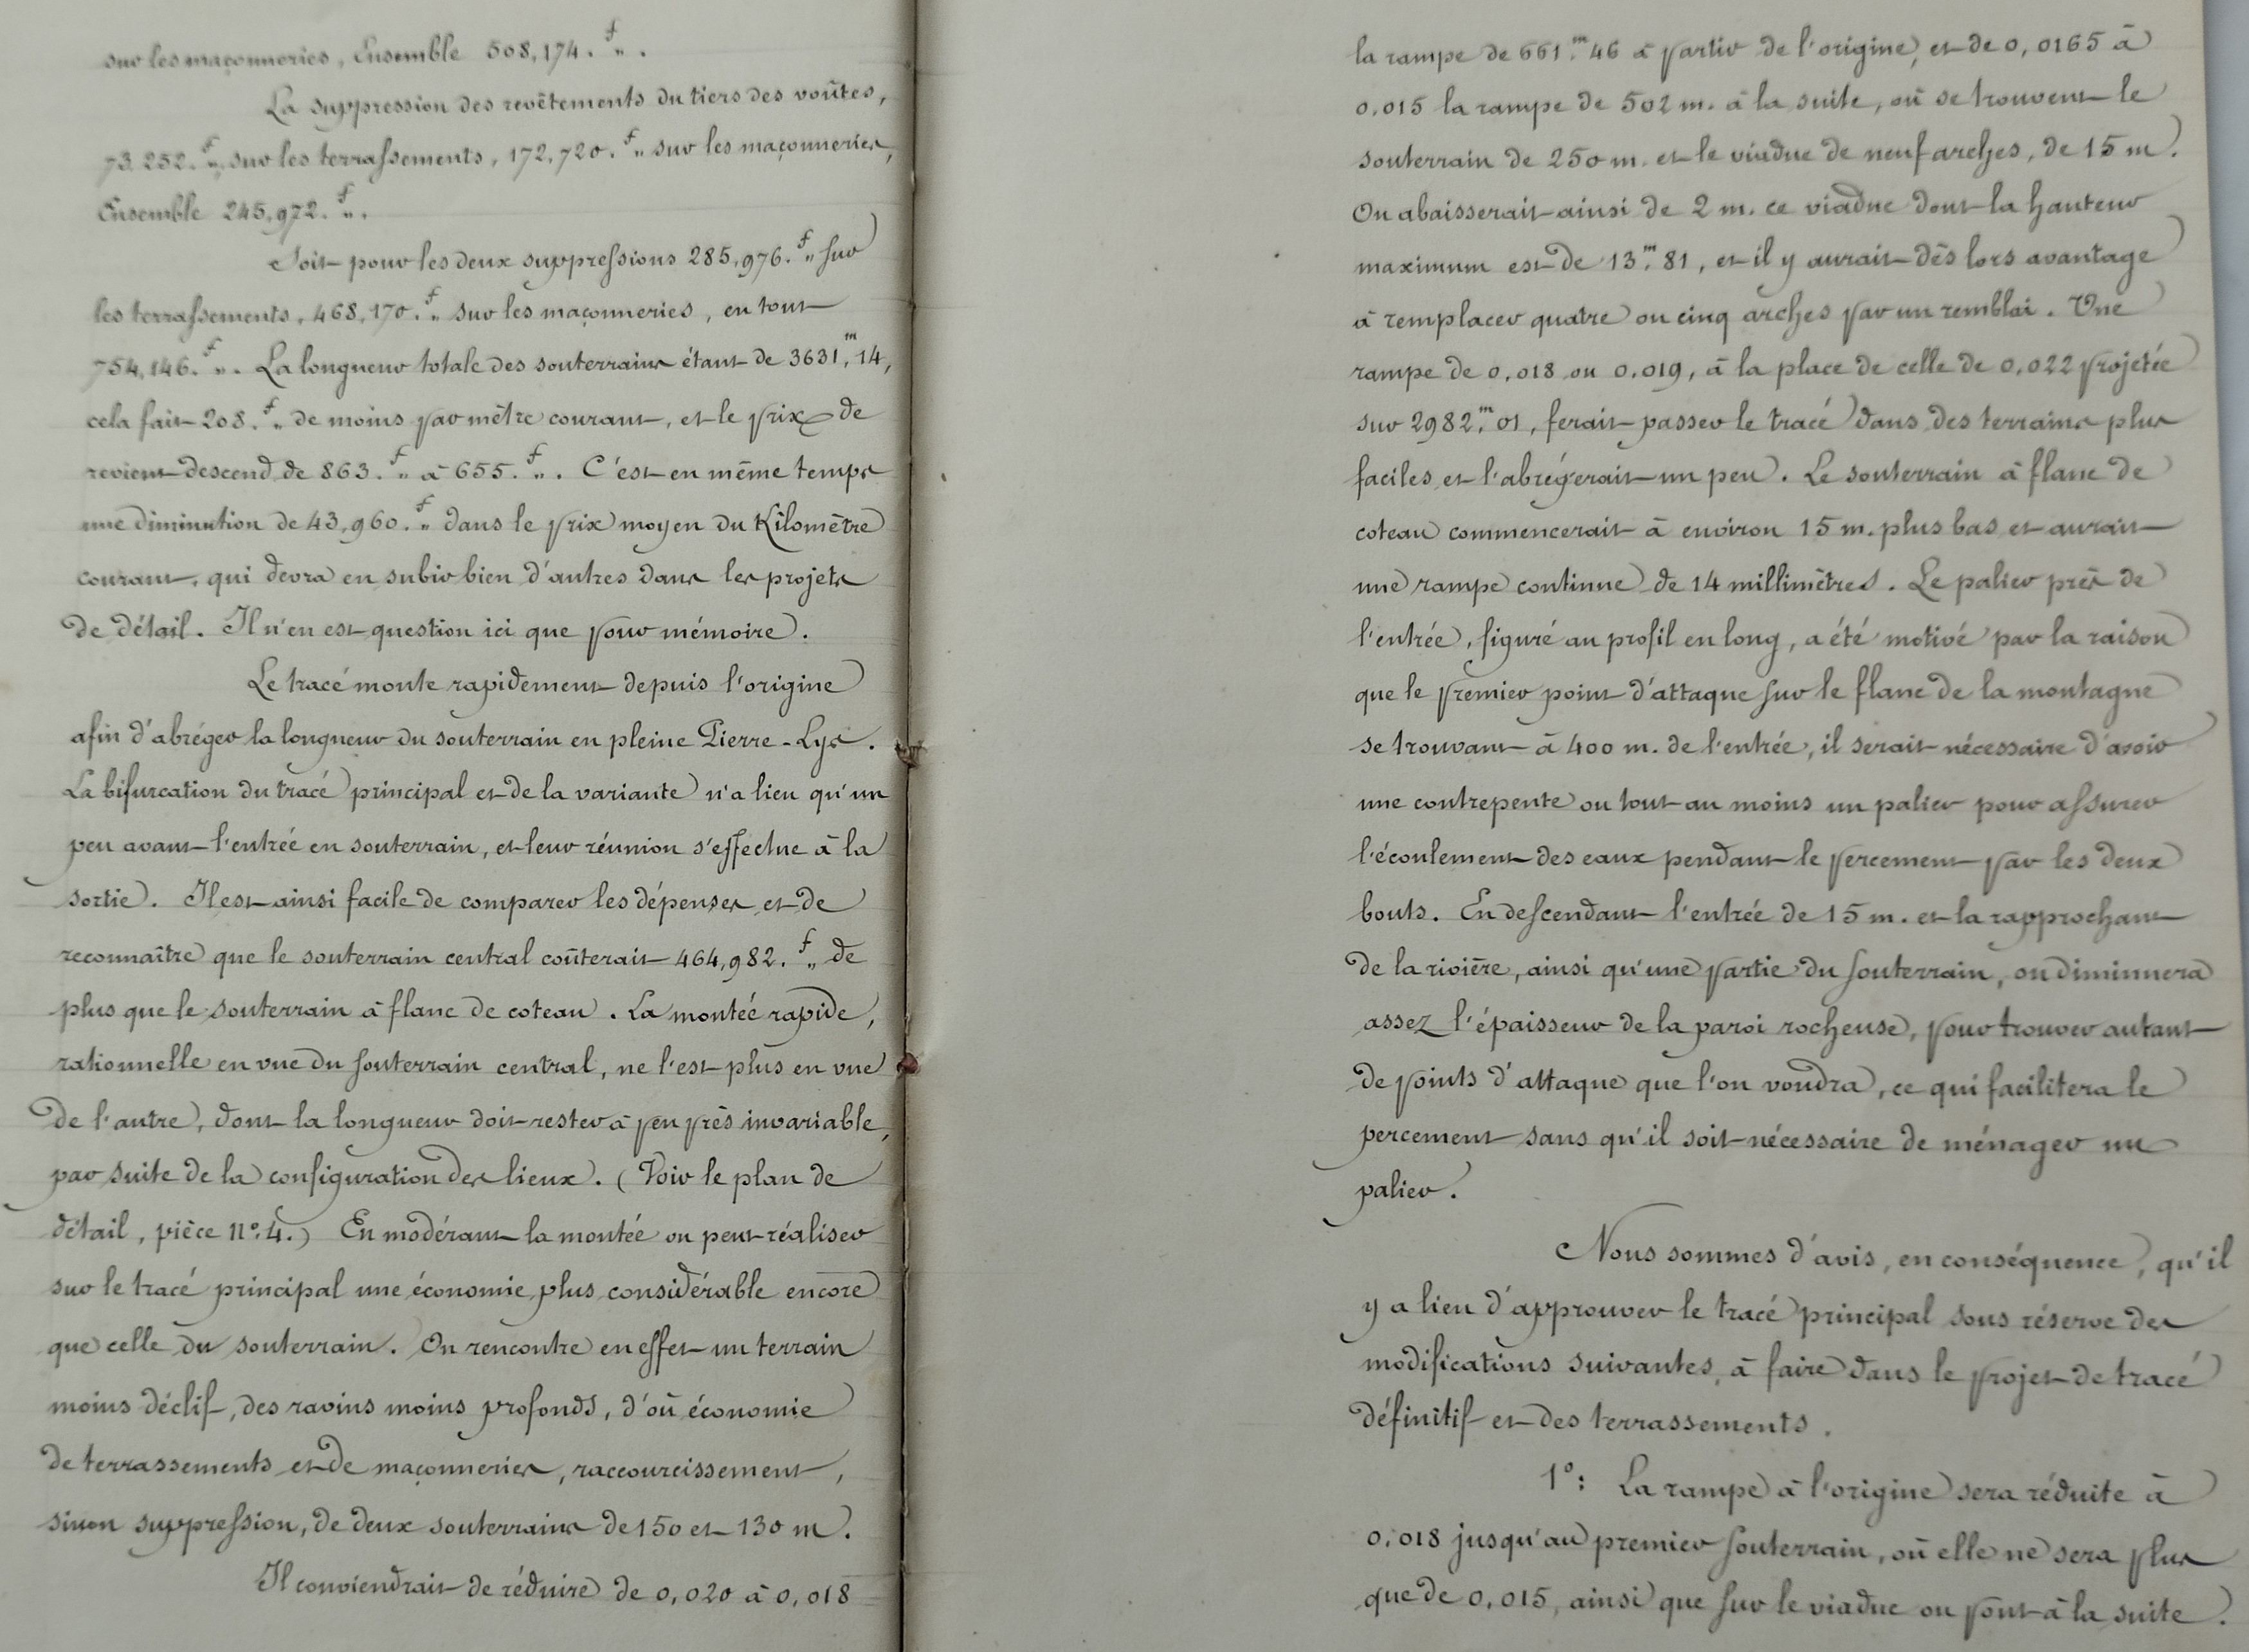 sur les maçonneries, Ensemble 508,174.f „ .
La suppression des revêtements du tiers des voûtes,
73.252.f „ sur les terrassements, 172,720.f „ sur les maçonneries,
Ensemble 245,972.f „ .
Soit pour les deux suppressions 285,976.f „ sur
les terrassements, 468,170.f „ sur les maçonneries, en tout
754,146.f „ . La longueur totale des souterrains étant de 3631,m14,
cela fait 208.f „ de moins par mètre courant, et le prix de
revient descend de 863.f „ à 655.f „ . C'est en même temps
une diminution de 43,960.f „ dans le prix moyen du Kilomètre
courant, qui devra en subir bien d'autres dans les projets
de détail. Il n'en est question ici que pour mémoire.
Le tracé monte rapidement depuis l'origine
afin d'abréger la longueur du souterrain en pleine Pierre-Lys.
La bifurcation du tracé principal et de la variante n'a lieu qu'un
peu avant l'entrée en souterrain, et leur réunion s'effectue à la
sortie. Il est ainsi facile de comparer les dépenses et de
reconnaître que le souterrain central coûterait 464,982.f „ de
plus que le souterrain à flanc de coteau. La montée rapide,
rationnelle en vue du souterrain central, ne l'est plus en vue
de l'autre, dont la longueur doit rester à peu près invariable,
par suite de la configuration des lieux. (Voir le plan de
détail, pièce n°. 4.) En modérant la montée on peut réaliser
sur le tracé principal une économie plus considérable encore
que celle du souterrain. On rencontre en effet un terrain
moins déclif, des ravins moins profonds, d'où économie
de terrassements et de maçonneries, raccourcissement,
sinon suppression, de deux souterrains de 150 et 130 m.
Il conviendrait de réduire de 0,020 à 0,018
la rampe de 661,m46 à partir de l'origine, et de 0,0165 à
0.015 la rampe de 502 m. à la suite, où se trouvent le
souterrain de 250 m. et le viaduc de neuf arches, de 15 m.
On abaisserait ainsi de 2 m. ce viaduc dont la hauteur
maximum est de 13,m81, et il y aurait dès lors avantage
à remplacer quatre ou cinq arches par un remblai. Une
rampe de 0,018 ou 0.019, à la place de celle de 0,022 projetée
sur 2982,m01, ferait passer le tracé dans des terrains plus
faciles et l'abrégerait un peu. Le souterrain à flanc de
coteau commencerait à environ 15 m. plus bas et aurait
une rampe continue de 14 millimètres. Le palier près de
l'entrée, figuré au profil en long, a été motivé par la raison
que le premier point d'attaque sur le flanc de la montagne
se trouvant à 400 m. de l'entrée, il serait nécessaire d'avoir
une contrepente ou tout au moins un palier pour assurer
l'écoulement des eaux pendant le percement par les deux
bouts. En descendant l'entrée de 15 m. et la rapprochant
de la rivière, ainsi qu'une partie du souterrain, on diminuera
assez l'épaisseur de la paroi rocheuse, pour trouver autant
de points d'attaque que l'on voudra, ce qui facilitera le
percement sans qu'il soit nécessaire de ménager un
palier.
Nous sommes d'avis, en conséquence, qu'il
y a lieu d'approuver le tracé principal sous réserve des
modifications suivantes, à faire dans le projet de tracé
définitif et des terrassements.
1°: La rampe à l'origine sera réduite à
0,018 jusqu'au premier souterrain, où elle ne sera plus
que de 0,015, ainsi que sur le viaduc ou pont à la suite.